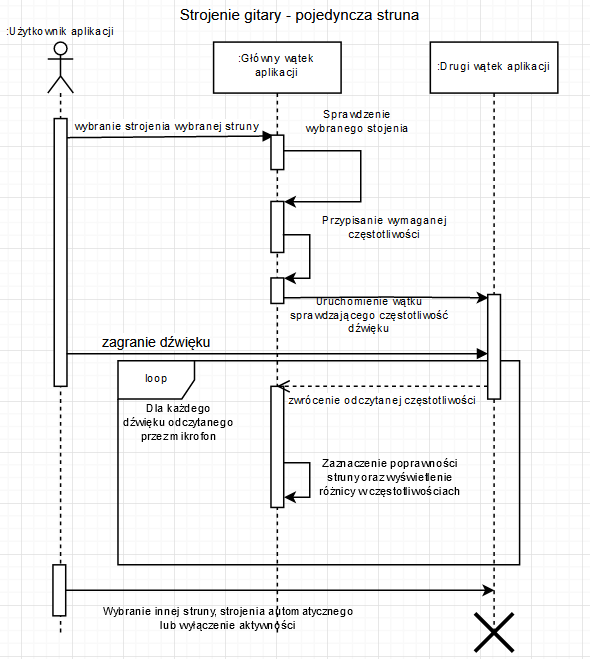 Strojenie gitary - pojedyncza struna
:Użytkownik aplikacji
:Główny wątek
aplikacji
:Drugi wątek aplikacji
Sprawdzenie
wybranego stojenia
wybranie strojenia wybranej struny
Przypisanie wymaganej
częstotliwości
Uruchomienie wątku
sprawdzającego częstotliwość
dźwięku
zagranie dźwięku
loop
Dla każdego
dźwięku odczytanego
przez mikrofon
zwrócenie odczytanej częstotliwości
Zaznaczenie poprawności
struny oraz wyświetlenie
różnicy w częstotliwościach
Wybranie innej struny, strojenia automatycznego
lub wyłączenie aktywności